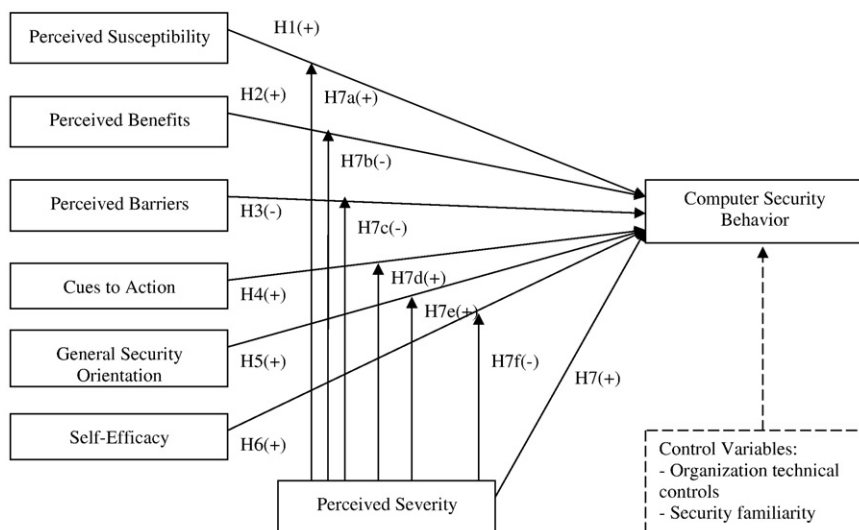 Perceived Susceptibility
H1(+)
H7a(+)
H2(+)
Perceived Benefits
H7b(-)
Perceived Barriers
H3(-)
H7c(-)
Computer Security
Behavior
Cues to Action
H4(+)
H7d(+)
H7e(+)
General Security
Orientation
H5(+)
H7f(-)
H7(+)
Self-Efficacy
H6(+)
Perceived Severity
Control Variables:
- Organization technical
controls
- Security familiarity